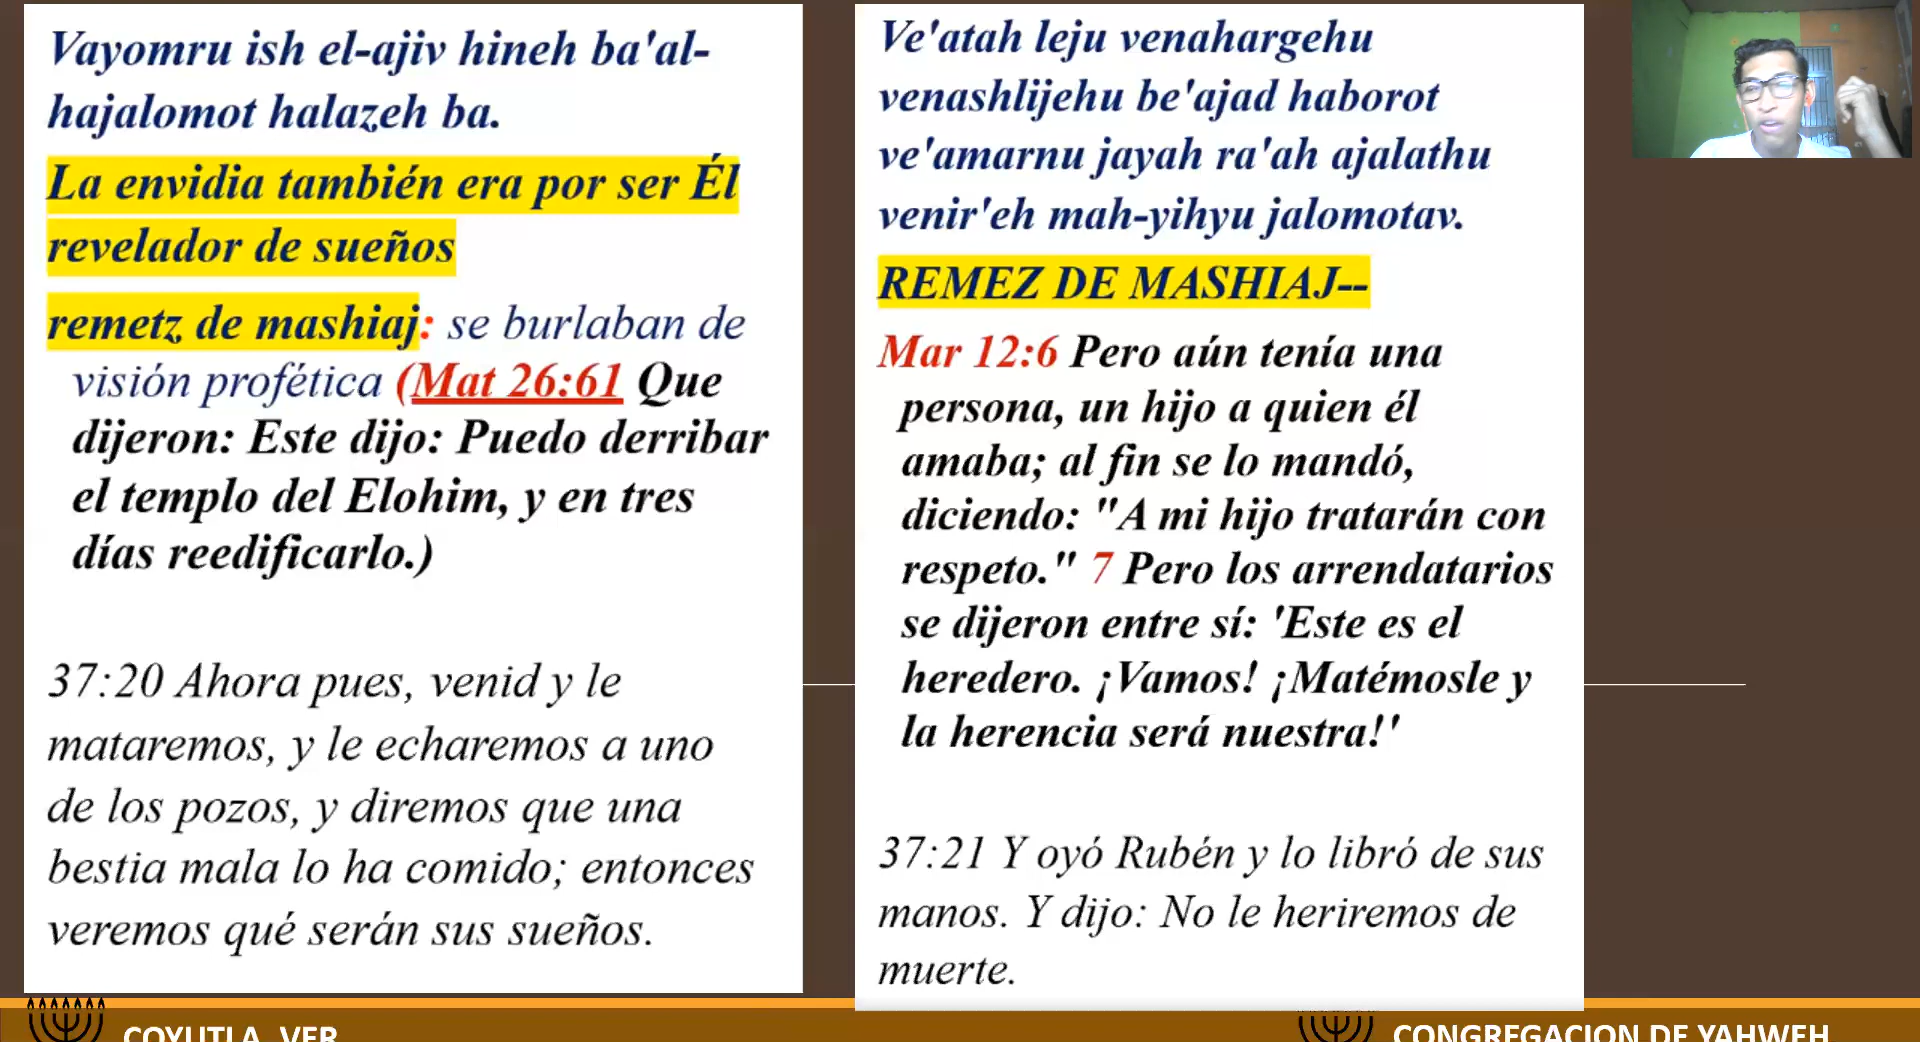 Vayomru ish el-ajiv hineh ba'al-
hajalomot halazeh ba.
La envidia también era por ser Él
revelador de sueños
remetz de mashiaj: se burlaban de
visión profética (Mat 26:61 Que
dijeron: Este dijo: Puedo derribar
el templo del Elohim, y en tres
días reedificarlo.)
37:20 Ahora pues, venid y le
mataremos, y le echaremos a uno
de los pozos, y diremos que una
bestia mala lo ha comido; entonces
veremos qué serán sus sueños.
Ve'atah leju venahargehu
venashlijehu be'ajad haborot
ve'amarnu jayah ra'ah ajalathu
venir'eh mah-yihyu jalomotav.
REMEZ DE MASHIAJ--
Mar 12:6 Pero aún tenía una
persona, un hijo a quien él
amaba; al fin se lo mandó,
diciendo: "A mi hijo tratarán con
respeto." 7 Pero los arrendatarios
se dijeron entre sí: 'Este es el
heredero. ¡Vamos! ¡Matémosle y
la herencia será nuestra!'
37:21 Y oyó Rubén y lo libró de sus
manos. Y dijo: No le heriremos de
muerte.
COYUTLA, VER
CONGREGACION DE YAHWEH